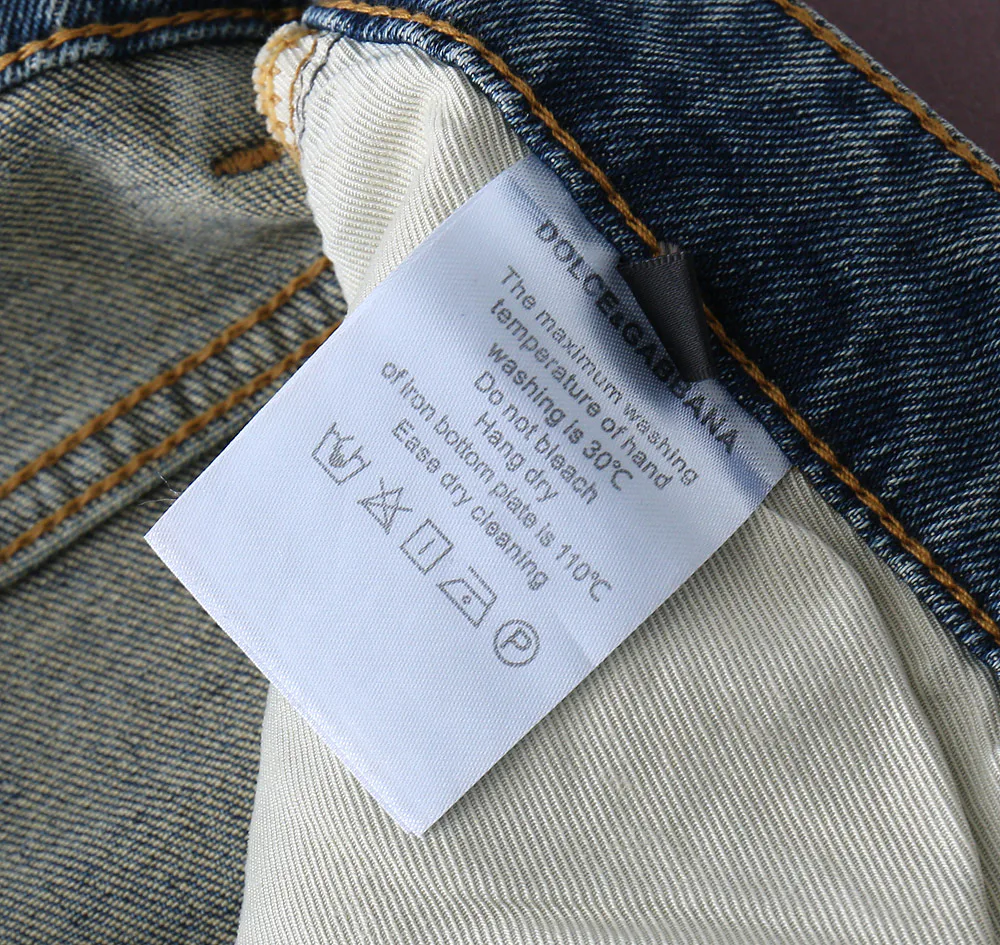 DOLCE&GABBANA
The maximum washing
temperature of hand
washing is 30℃
Do not bleach
Hang dry
of iron bottom plate is 110℃
Ease dry cleaning
P